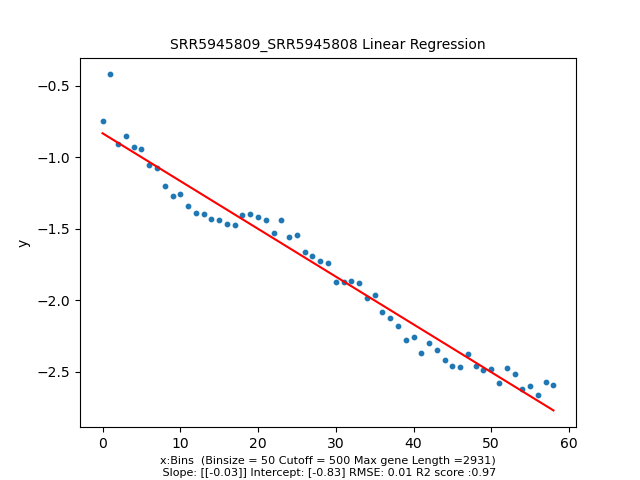 SRR5945809_SRR5945808 Linear Regression
−0.5
−1.0
−1.5
−2.0
−2.5
y
0 10 20 30 40 50 60
x:Bins  (Binsize = 50 Cutoff = 500 Max gene Length =2931)
Slope: [[-0.03]] Intercept: [-0.83] RMSE: 0.01 R2 score :0.97